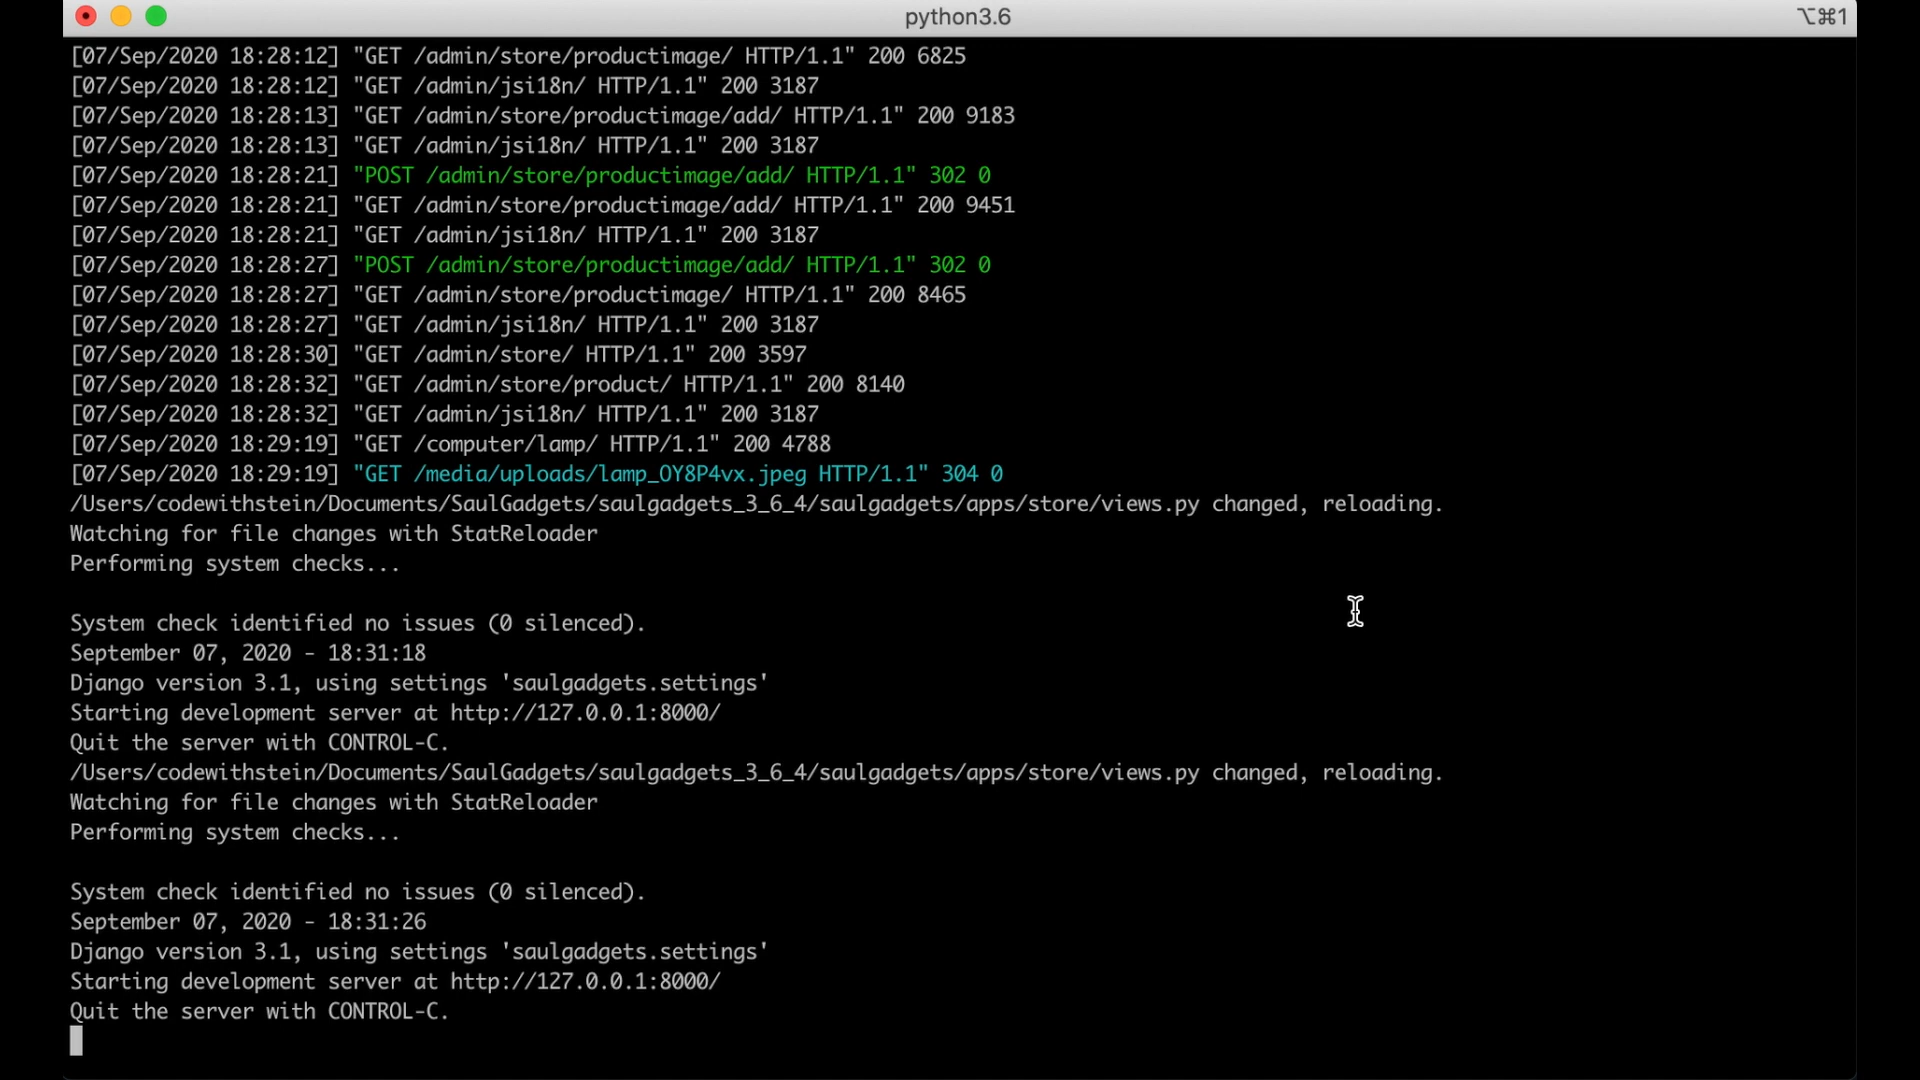 python3.6
⌥⌘1
[07/Sep/2020 18:28:12] "GET /admin/store/productimage/ HTTP/1.1" 200 6825
[07/Sep/2020 18:28:12] "GET /admin/jsi18n/ HTTP/1.1" 200 3187
[07/Sep/2020 18:28:13] "GET /admin/store/productimage/add/ HTTP/1.1" 200 9183
[07/Sep/2020 18:28:13] "GET /admin/jsi18n/ HTTP/1.1" 200 3187
[07/Sep/2020 18:28:21] "POST /admin/store/productimage/add/ HTTP/1.1" 302 0
[07/Sep/2020 18:28:21] "GET /admin/store/productimage/add/ HTTP/1.1" 200 9451
[07/Sep/2020 18:28:21] "GET /admin/jsi18n/ HTTP/1.1" 200 3187
[07/Sep/2020 18:28:27] "POST /admin/store/productimage/add/ HTTP/1.1" 302 0
[07/Sep/2020 18:28:27] "GET /admin/store/productimage/ HTTP/1.1" 200 8465
[07/Sep/2020 18:28:27] "GET /admin/jsi18n/ HTTP/1.1" 200 3187
[07/Sep/2020 18:28:30] "GET /admin/store/ HTTP/1.1" 200 3597
[07/Sep/2020 18:28:32] "GET /admin/store/product/ HTTP/1.1" 200 8140
[07/Sep/2020 18:28:32] "GET /admin/jsi18n/ HTTP/1.1" 200 3187
[07/Sep/2020 18:29:19] "GET /computer/lamp/ HTTP/1.1" 200 4788
[07/Sep/2020 18:29:19] "GET /media/uploads/lamp_OY8P4vx.jpeg HTTP/1.1" 304 0
/Users/codewithstein/Documents/SaulGadgets/saulgadgets_3_6_4/saulgadgets/apps/store/views.py changed, reloading.
Watching for file changes with StatReloader
Performing system checks...
System check identified no issues (0 silenced).
September 07, 2020 - 18:31:18
Django version 3.1, using settings 'saulgadgets.settings'
Starting development server at http://127.0.0.1:8000/
Quit the server with CONTROL-C.
/Users/codewithstein/Documents/SaulGadgets/saulgadgets_3_6_4/saulgadgets/apps/store/views.py changed, reloading.
Watching for file changes with StatReloader
Performing system checks...
System check identified no issues (0 silenced).
September 07, 2020 - 18:31:26
Django version 3.1, using settings 'saulgadgets.settings'
Starting development server at http://127.0.0.1:8000/
Quit the server with CONTROL-C.